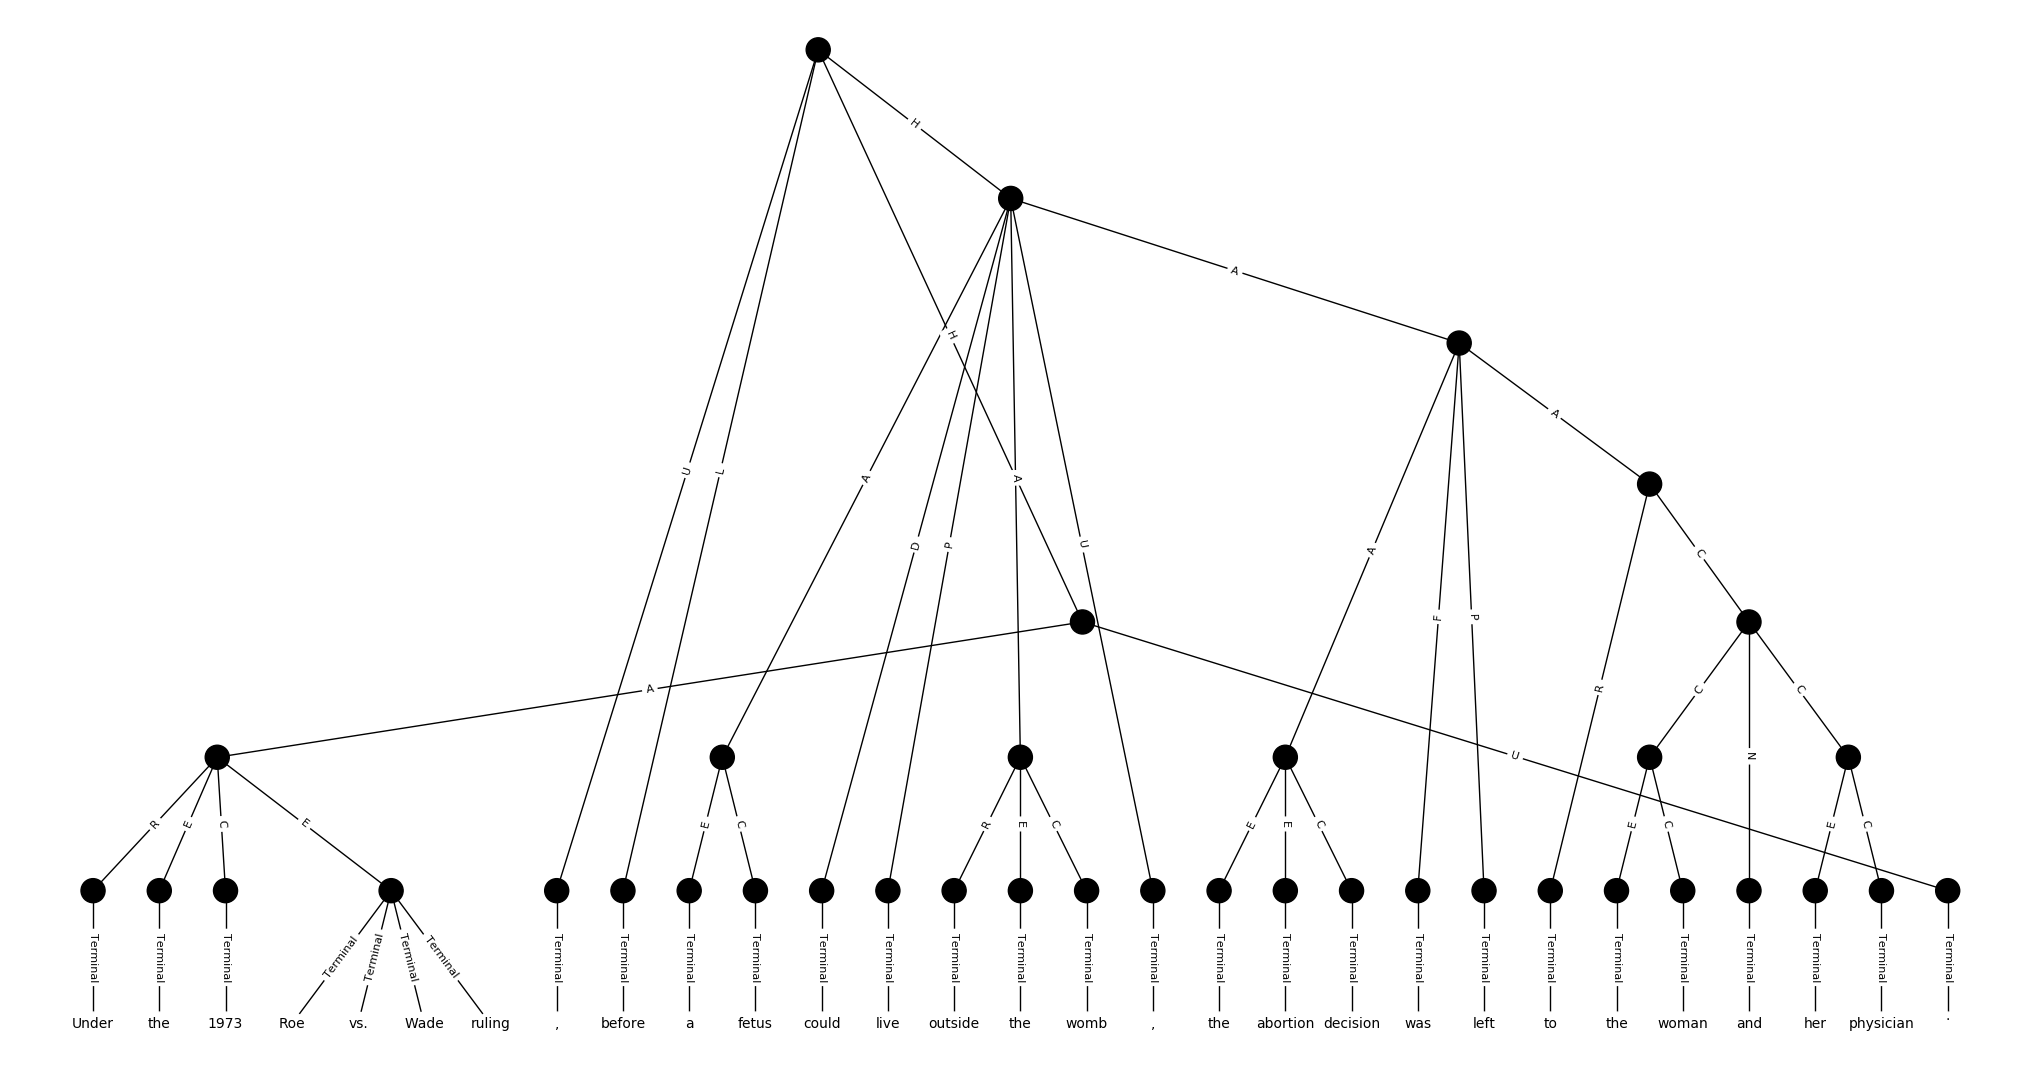 H
H
A
U
L
A
D
P
A
U
A
A
F
P
A
R
C
C
N
C
A
U
R
E
C
E
E
C
R
E
C
E
E
C
E
C
E
C
Terminal Terminal Terminal Terminal Terminal Terminal Terminal Terminal Terminal Terminal Terminal Terminal Terminal Terminal Terminal Terminal Terminal Terminal Terminal Terminal Terminal Terminal Terminal Terminal Terminal Terminal Terminal Terminal Terminal
Under the 1973 Roe vs. Wade ruling , before a fetus could live outside the womb , the abortion decision was left to the woman and her physician .